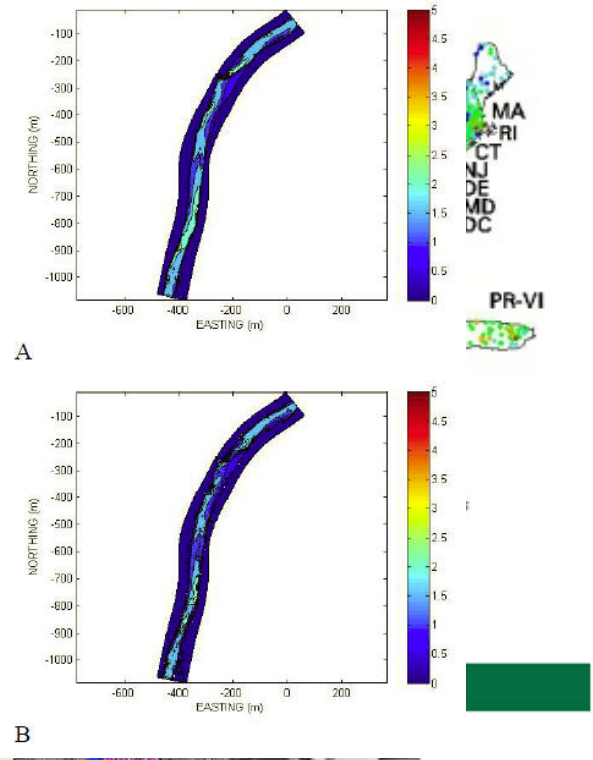 5
4.5
4
3.5
3
2.5
2
1.5
1
0.5
0
-100
-200
-300
-400
-500
-600
-700
-800
-900
-1000
NORTHING (m)
-600 -400 -200 0 200
EASTING (m)
A
MA
RI
CT
NJ
DE
MD
DC
PR-VI
5
4.5
4
3.5
3
2.5
2
1.5
1
0.5
0
-100
-200
-300
-400
-500
-600
-700
-800
-900
-1000
NORTHING (m)
-600 -400 -200 0 200
EASTING (m)
B